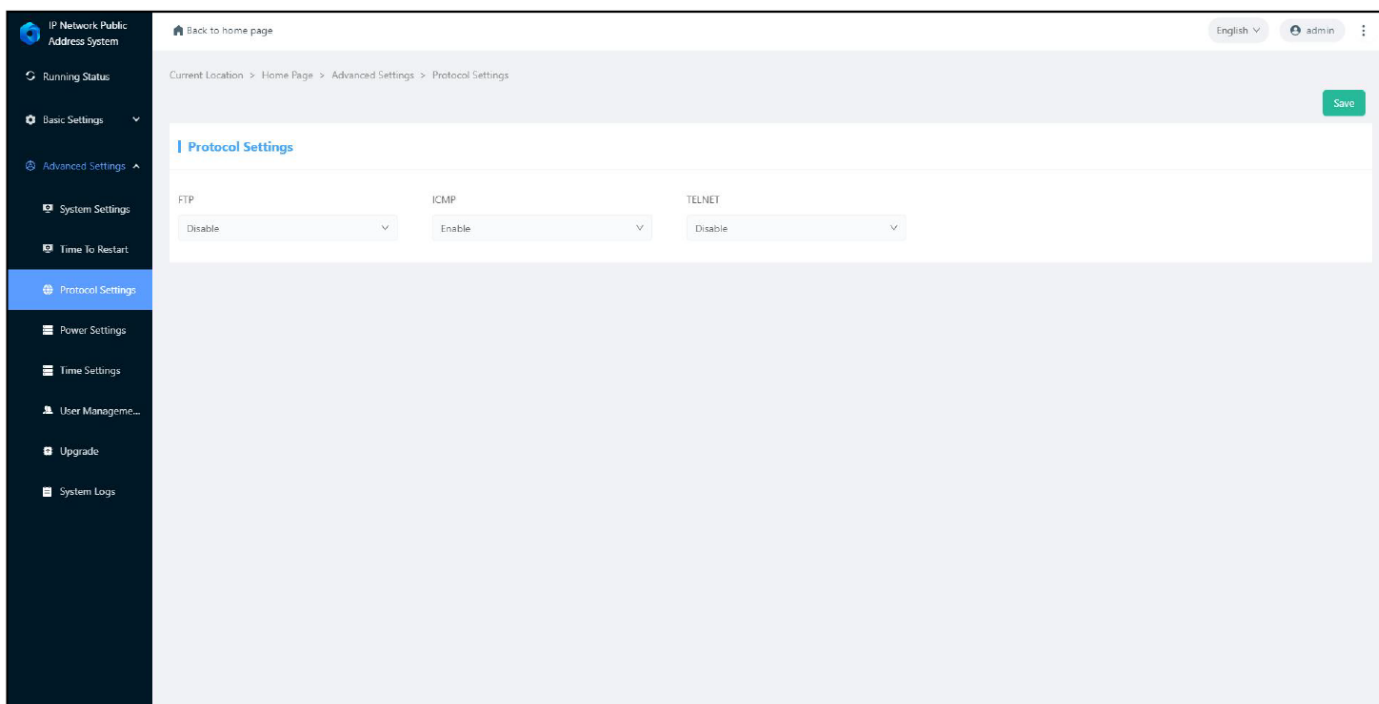 IP Network Public
Address System
Back to home page
English
admin
Running Status
Current Location > Home Page > Advanced Settings > Protocol Settings
Save
Basic Settings
Protocol Settings
Advanced Settings
FTP
ICMP
TELNET
System Settings
Disable
Enable
Disable
Time To Restart
Protocol Settings
Power Settings
Time Settings
User Manageme...
Upgrade
System Logs